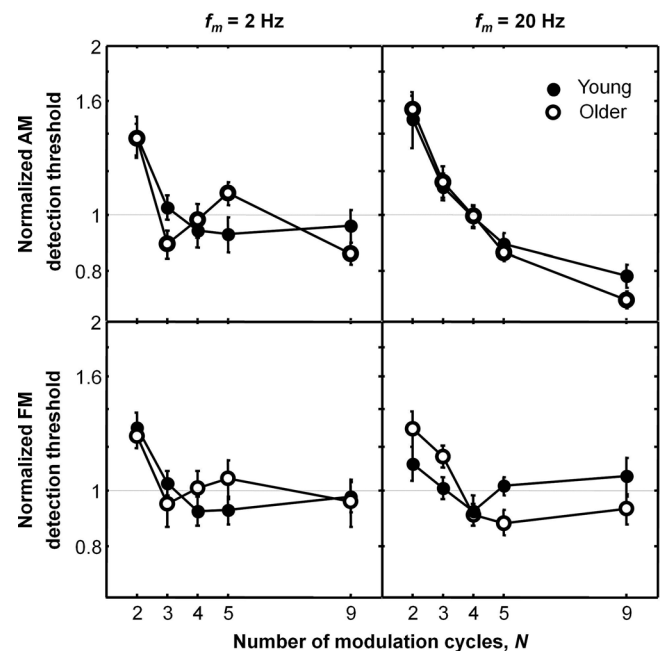 fm = 2 Hz
fm = 20 Hz
Normalized AM
detection threshold
2
1.6
1
0.8
Young
Older
Normalized FM
detection threshold
2
1.6
1
0.8
2 3 4 5 9
2 3 4 5 9
Number of modulation cycles, N